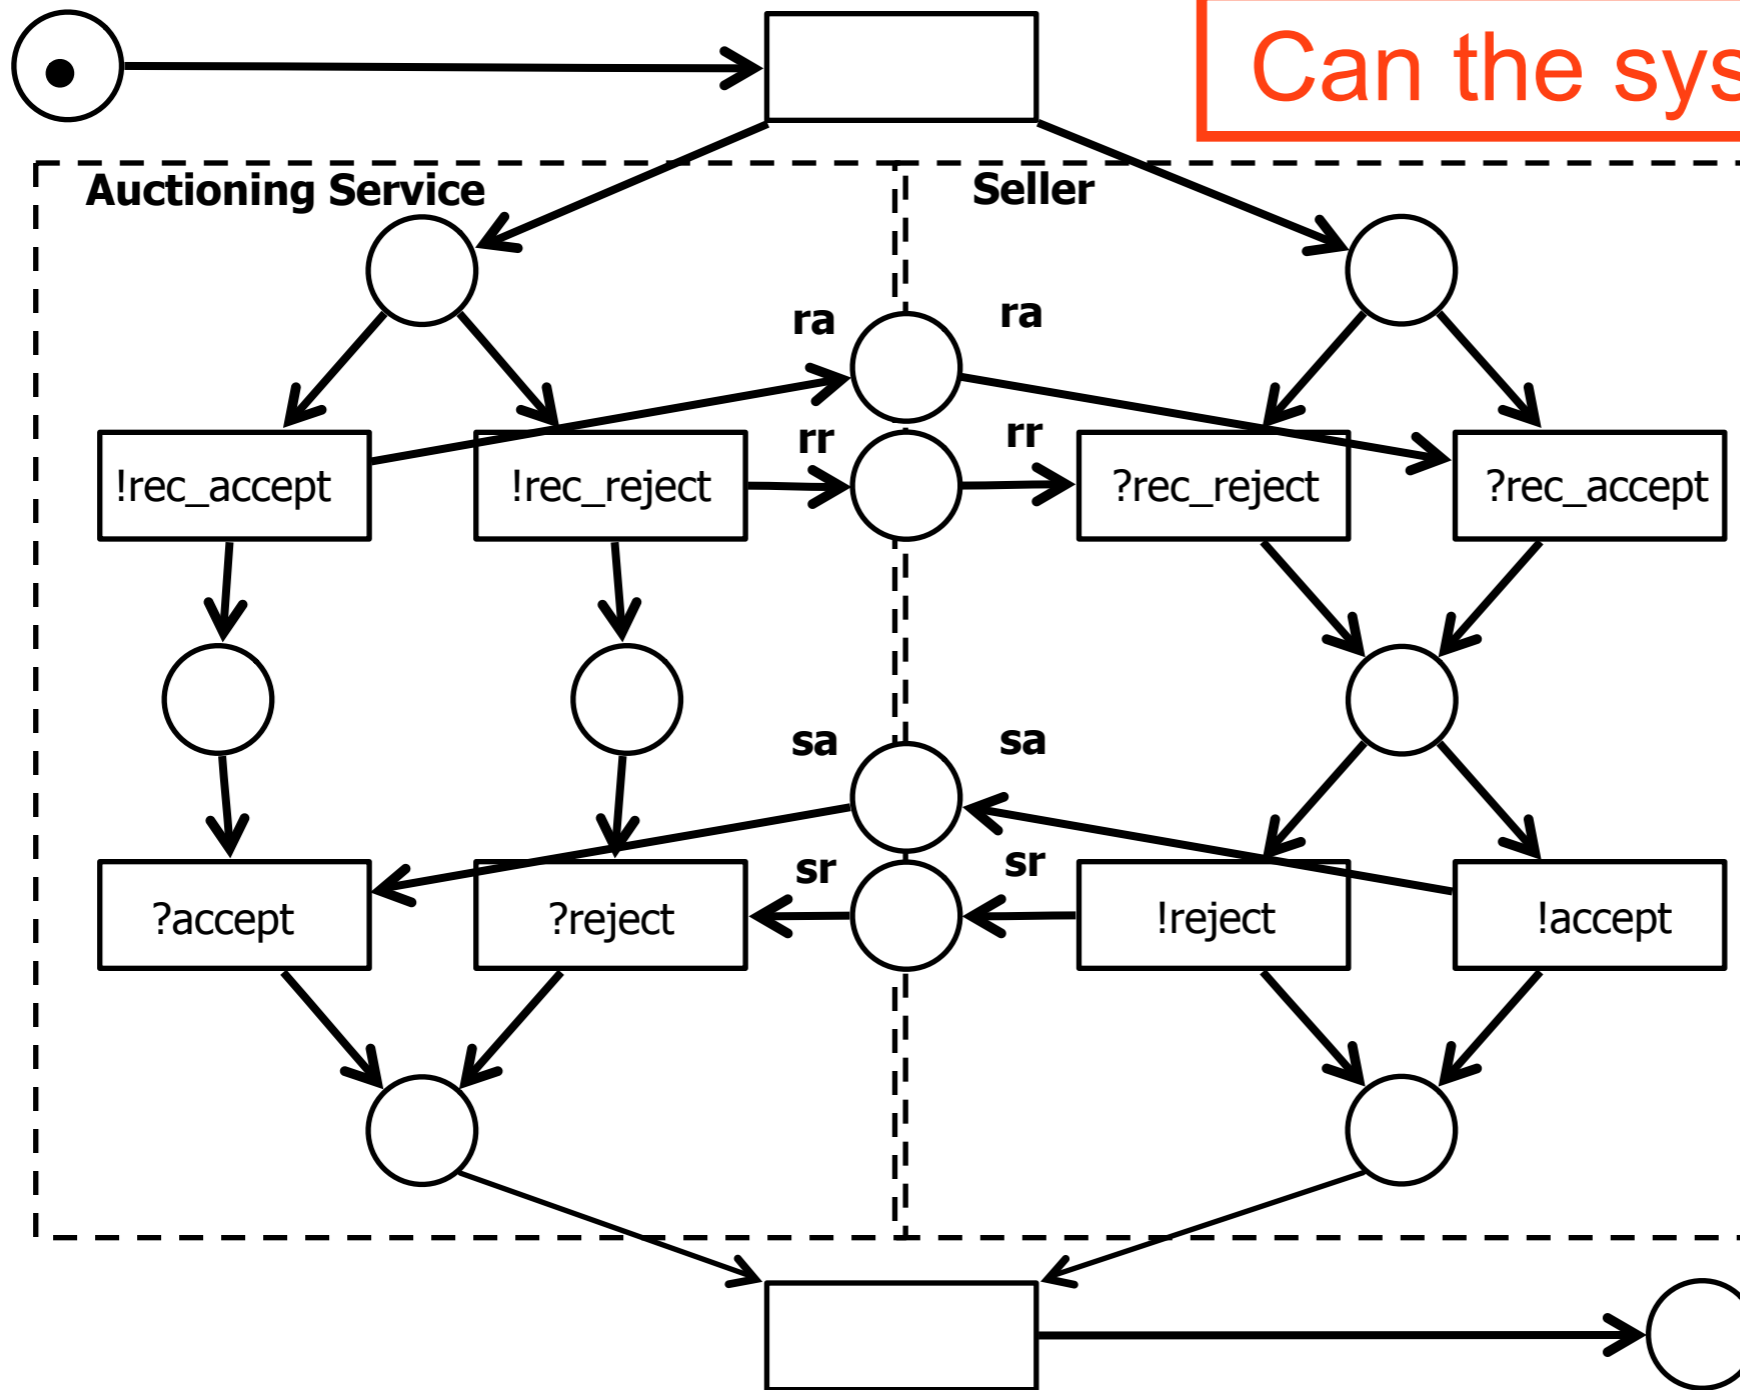 Can the sys
Auctioning Service
Seller
ra
ra
rr
rr
!rec_accept
!rec_reject
?rec_reject
?rec_accept
sa
sa
sr
sr
?accept
?reject
!reject
!accept